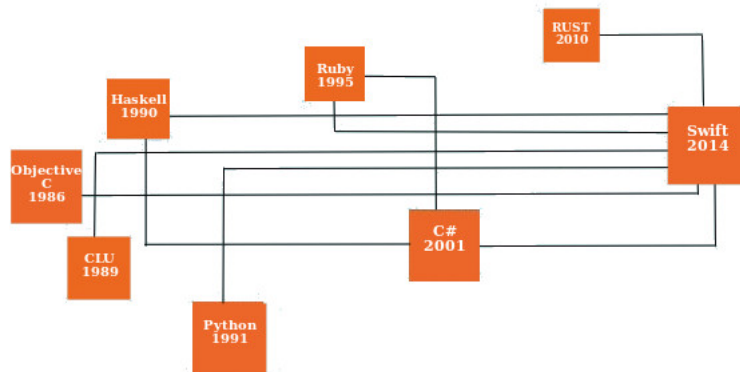 RUST
2010
Ruby
1995
Haskell
1990
Swift
2014
Objective
C
1986
C#
2001
CLU
1989
Python
1991